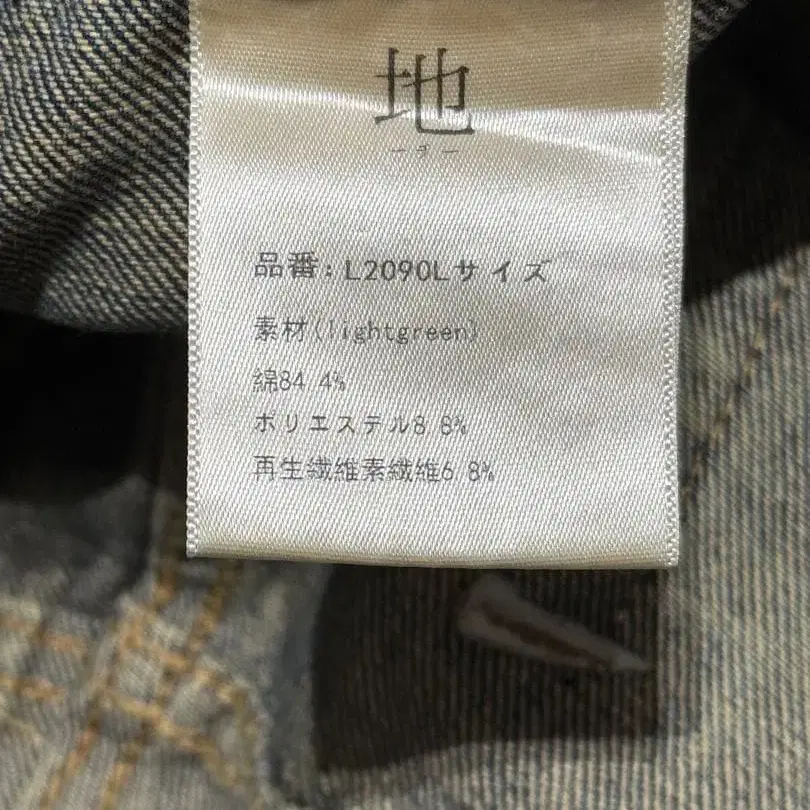 地
ーチー
品番:L2090Lサイズ
素材(lightgreen)
綿84 4%
ポリエステル8 8%
再生繊維素繊維6 8%